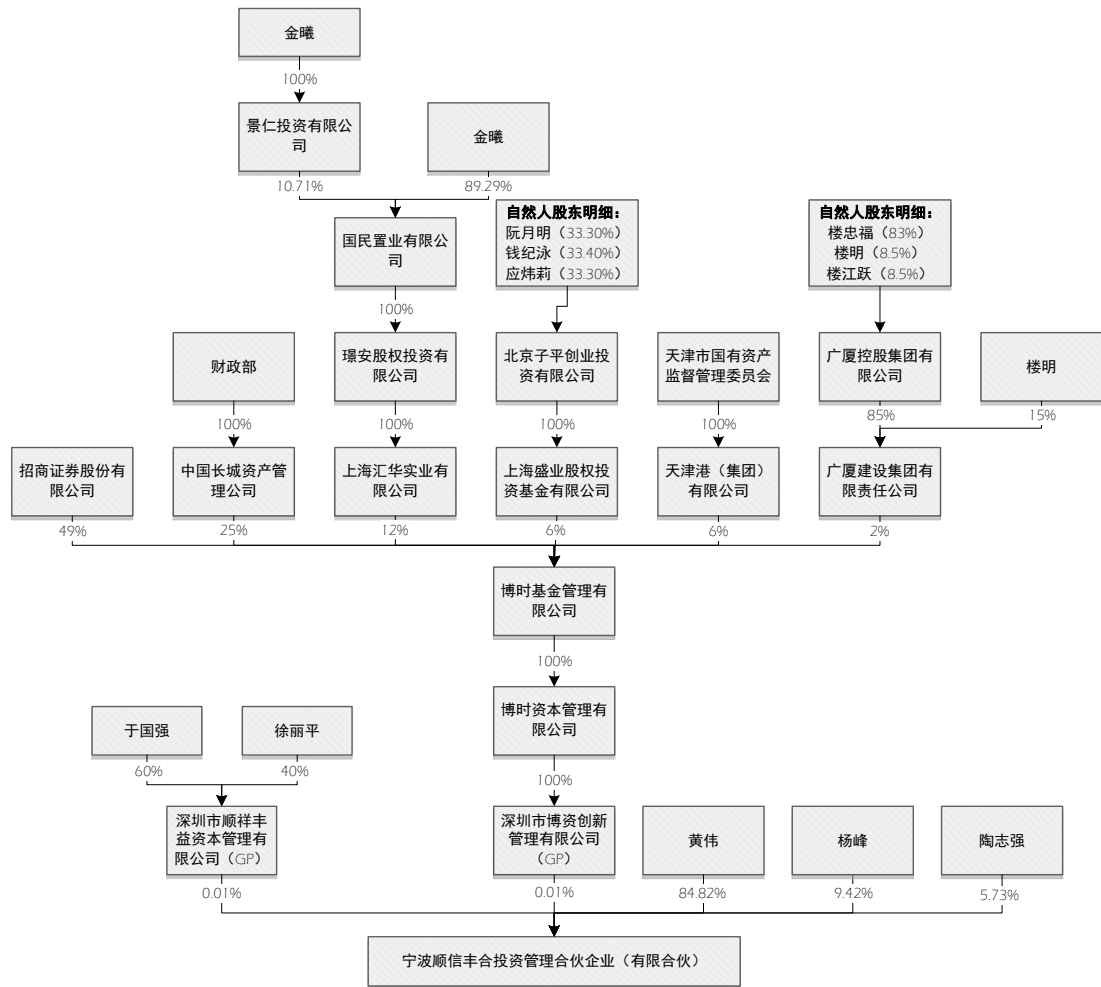 金曦
100%
景仁投资有限公
司
金曦
10.71%
89.29%
国民置业有限公
司
自然人股东明细：
阮月明（33.30%）
钱纪泳（33.40%）
应炜莉（33.30%）
自然人股东明细：
楼忠福（83%）
楼明（8.5%）
楼江跃（8.5%）
100%
财政部
璟安股权投资有
限公司
北京子平创业投
资有限公司
天津市国有资产
监督管理委员会
广厦控股集团有
限公司
楼明
100%
100%
100%
100%
85%
15%
招商证券股份有
限公司
中国长城资产管
理公司
上海汇华实业有
限公司
上海盛业股权投
资基金有限公司
天津港（集团）
有限公司
广厦建设集团有
限责任公司
49%
25%
12%
6%
6%
2%
博时基金管理有
限公司
100%
博时资本管理有
限公司
于国强
徐丽平
60%
40%
100%
深圳市顺祥丰
益资本管理有
限公司（GP）
深圳市博资创新
管理有限公司
（GP）
黄伟
杨峰
陶志强
0.01%
0.01%
84.82%
9.42%
5.73%
宁波顺信丰合投资管理合伙企业（有限合伙）